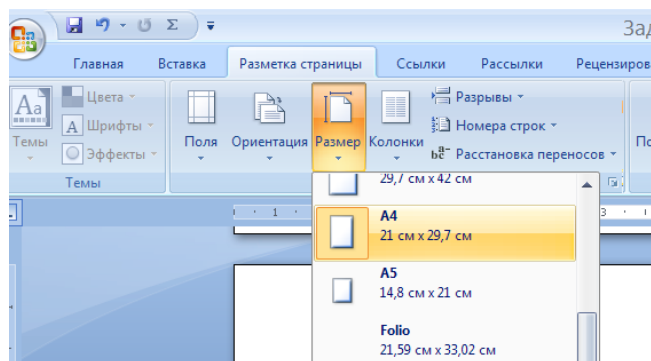 Зад
Главная Вставка Разметка страницы Ссылки Рассылки Рецензиров
Aa Цвета Разрывы
A Шрифты Номера строк
Темы Эффекты Поля Ориентация Размер Колонки Расстановка переносов По
Темы
29,7 см x 42 см
1 3
A4
21 см x 29,7 см
A5
14,8 см x 21 см
Folio
21,59 см x 33,02 см